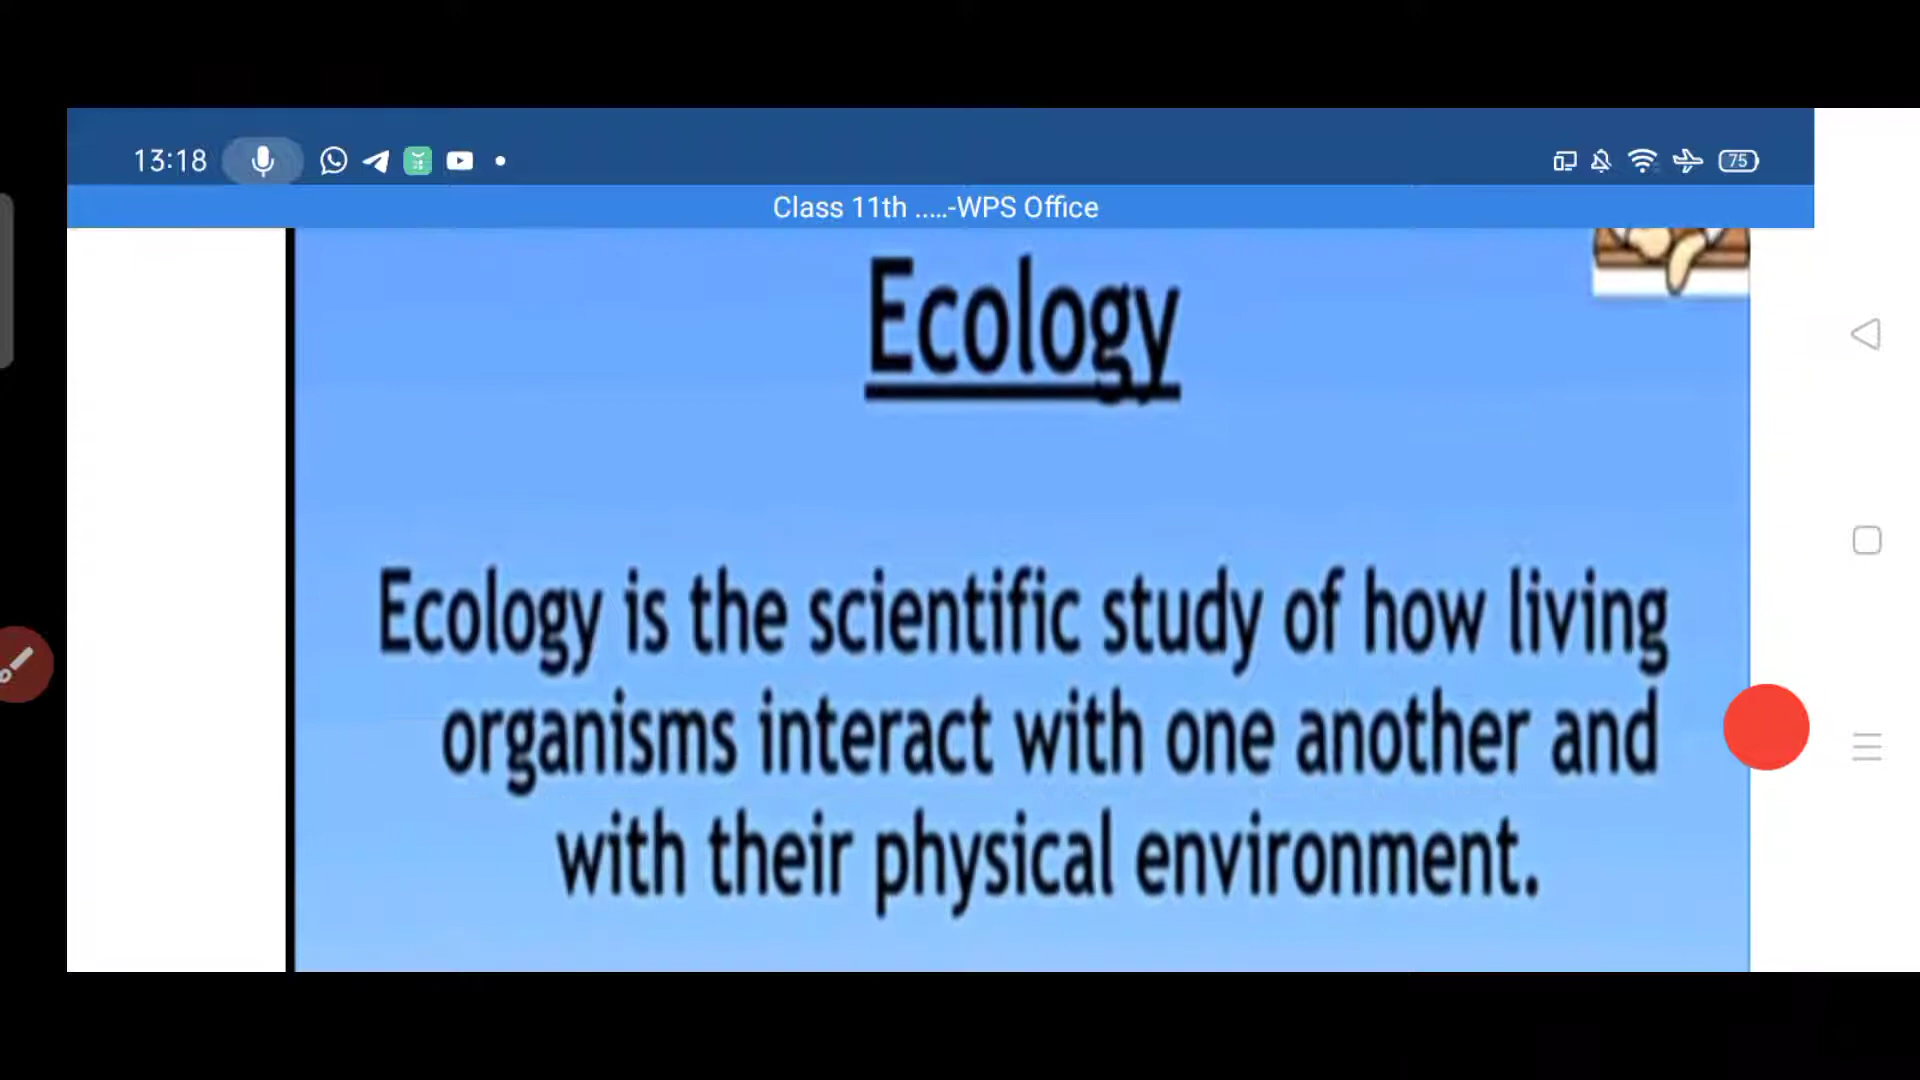 13:18
75
Class 11th .....-WPS Office
Ecology
Ecology is the scientific study of how living
organisms interact with one another and
with their physical environment.